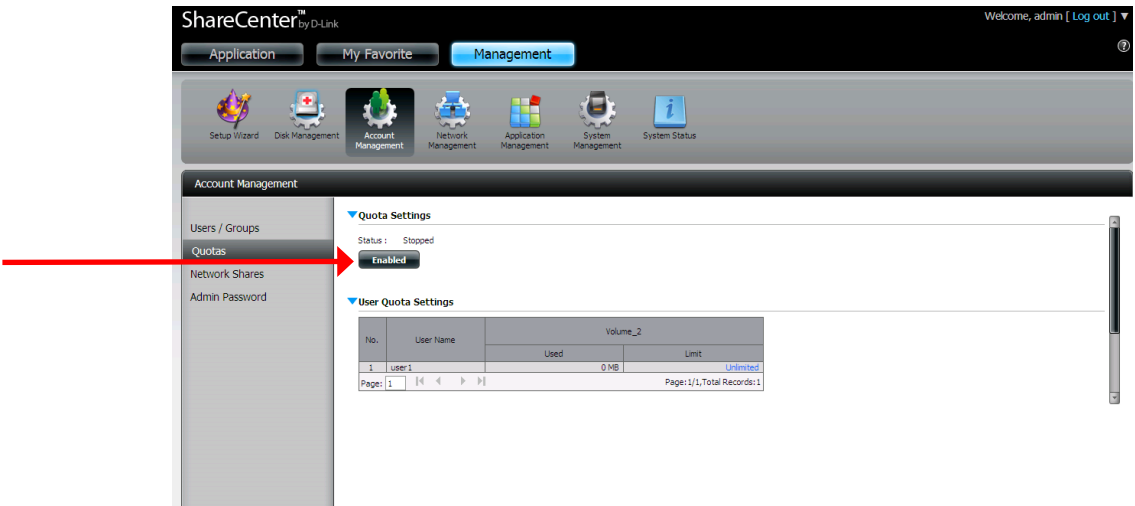 ShareCenter™ by D-Link
Welcome, admin [ Log out ] ▼
Application My Favorite Management
?
Setup Wizard Disk Management Account Management Network Management Application Management System Management System Status
i
Account Management
Users / Groups
Quotas
Network Shares
Admin Password
Quota Settings
Status : Stopped
Enabled
User Quota Settings
No. User Name Volume_2
Used Limit
1 user1 0 MB Unlimited
Page: 1 Page:1/1,Total Records:1